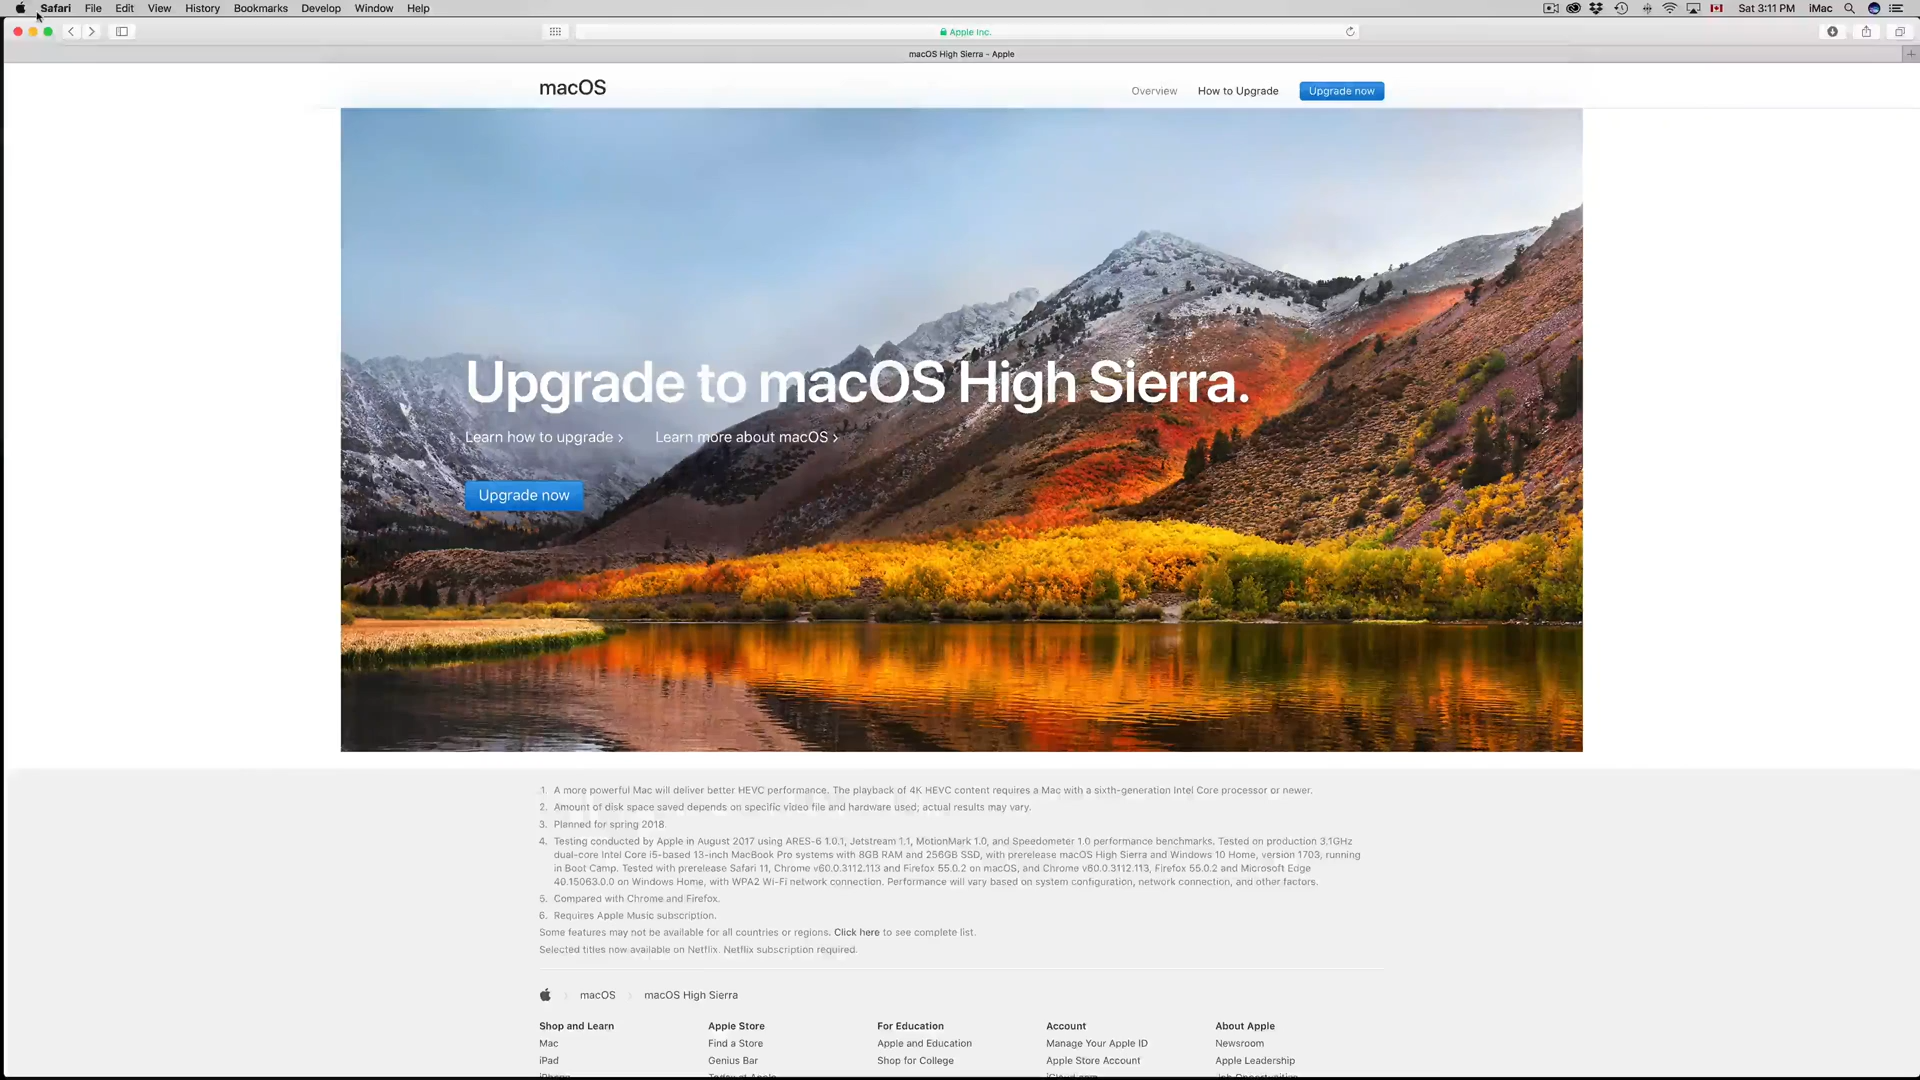 Safari File Edit View History Bookmarks Develop Window Help Sat 3:11 PM iMac
Apple Inc.
macOS High Sierra - Apple
macOS Overview How to Upgrade Upgrade now
Upgrade to macOS High Sierra.
Learn how to upgrade › Learn more about macOS ›
Upgrade now
1. A more powerful Mac will deliver better HEVC performance. The playback of 4K HEVC content requires a Mac with a sixth-generation Intel Core processor or newer.
2. Amount of disk space saved depends on specific video file and hardware used; actual results may vary.
3. Planned for spring 2018.
4. Testing conducted by Apple in August 2017 using ARES-6 1.0.1, Jetstream 1.1, MotionMark 1.0, and Speedometer 1.0 performance benchmarks. Tested on production 3.1GHz
dual-core Intel Core i5-based 13-inch MacBook Pro systems with 8GB RAM and 256GB SSD, with prerelease macOS High Sierra and Windows 10 Home, version 1703, running
in Boot Camp. Tested with prerelease Safari 11, Chrome v60.0.3112.113 and Firefox 55.0.2 on macOS, and Chrome v60.0.3112.113, Firefox 55.0.2 and Microsoft Edge
40.15063.0.0 on Windows Home, with WPA2 Wi-Fi network connection. Performance will vary based on system configuration, network connection, and other factors.
5. Compared with Chrome and Firefox.
6. Requires Apple Music subscription.
Some features may not be available for all countries or regions. Click here to see complete list.
Selected titles now available on Netflix. Netflix subscription required.
macOS macOS High Sierra
Shop and Learn Apple Store For Education Account About Apple
Mac Find a Store Apple and Education Manage Your Apple ID Newsroom
iPad Genius Bar Shop for College Apple Store Account Apple Leadership